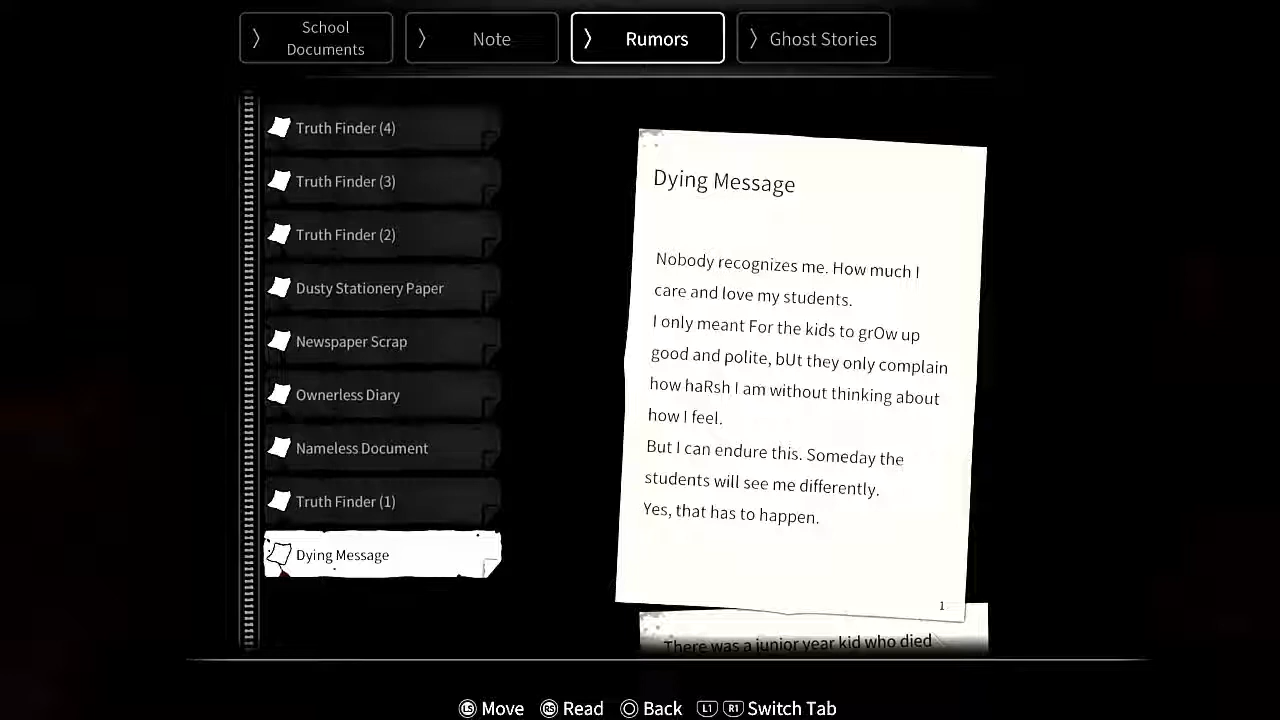 School
Documents
Note
Rumors
Ghost Stories
Truth Finder (4)
Truth Finder (3)
Truth Finder (2)
Dusty Stationery Paper
Newspaper Scrap
Ownerless Diary
Nameless Document
Truth Finder (1)
Dying Message
Dying Message
Nobody recognizes me. How much I
care and love my students.
I only meant For the kids to grOw up
good and polite, bUt they only complain
how haRsh I am without thinking about
how I feel.
But I can endure this. Someday the
students will see me differently.
Yes, that has to happen.
1
There was a junior year kid who died
LS Move RS Read Back L1 R1 Switch Tab